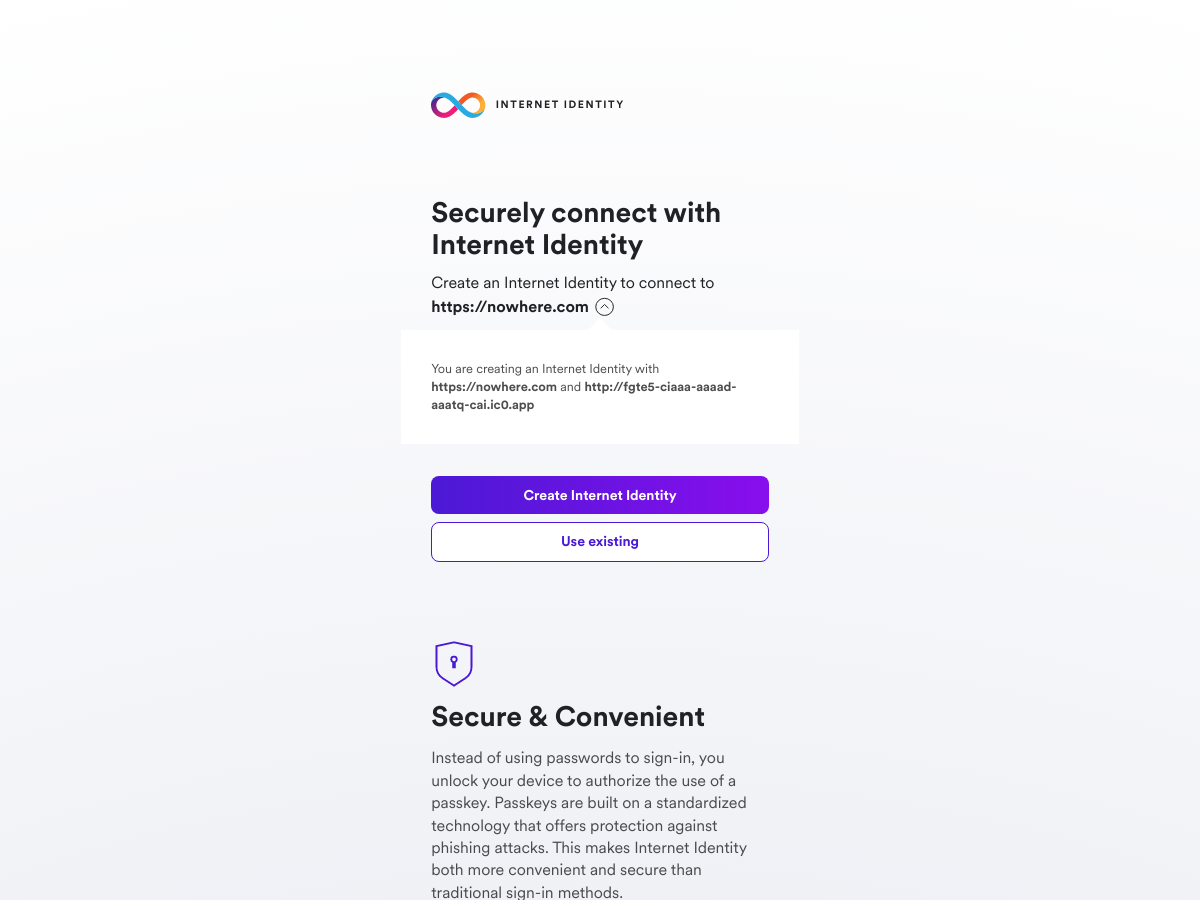 INTERNET IDENTITY
Securely connect with
Internet Identity
Create an Internet Identity to connect to
https://nowhere.com
You are creating an Internet Identity with
https://nowhere.com and http://fgte5-ciaaa-aaaad-
aaatq-cai.ic0.app
Create Internet Identity
Use existing
Secure & Convenient
Instead of using passwords to sign-in, you
unlock your device to authorize the use of a
passkey. Passkeys are built on a standardized
technology that offers protection against
phishing attacks. This makes Internet Identity
both more convenient and secure than
traditional sign-in methods.